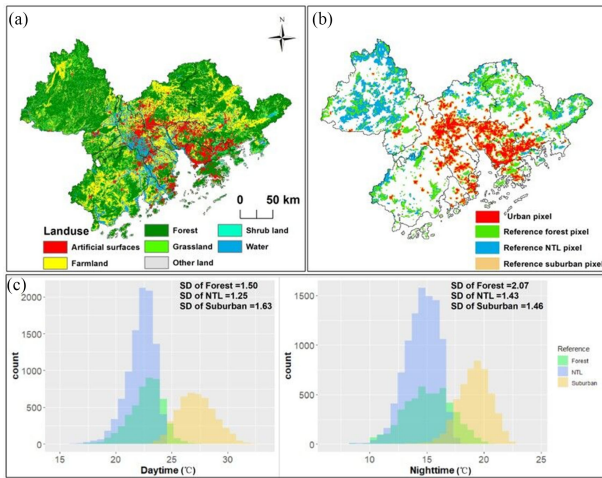 (a)
N
0 50 km
Landuse
Forest
Shrub land
Artificial surfaces
Grassland
Water
Farmland
Other land
(b)
Urban pixel
Reference forest pixel
Reference NTL pixel
Reference suburban pixel
(c)
SD of Forest =1.50
SD of NTL =1.25
SD of Suburban =1.63
2000
1500
1000
500
0
count
15 20 25 30
Daytime (℃)
SD of Forest=2.07
SD of NTL =1.43
SD of Suburban =1.46
1500
1000
500
0
count
10 15 20 25
Nighttime (℃)
Reference
Forest
NTL
Suburban